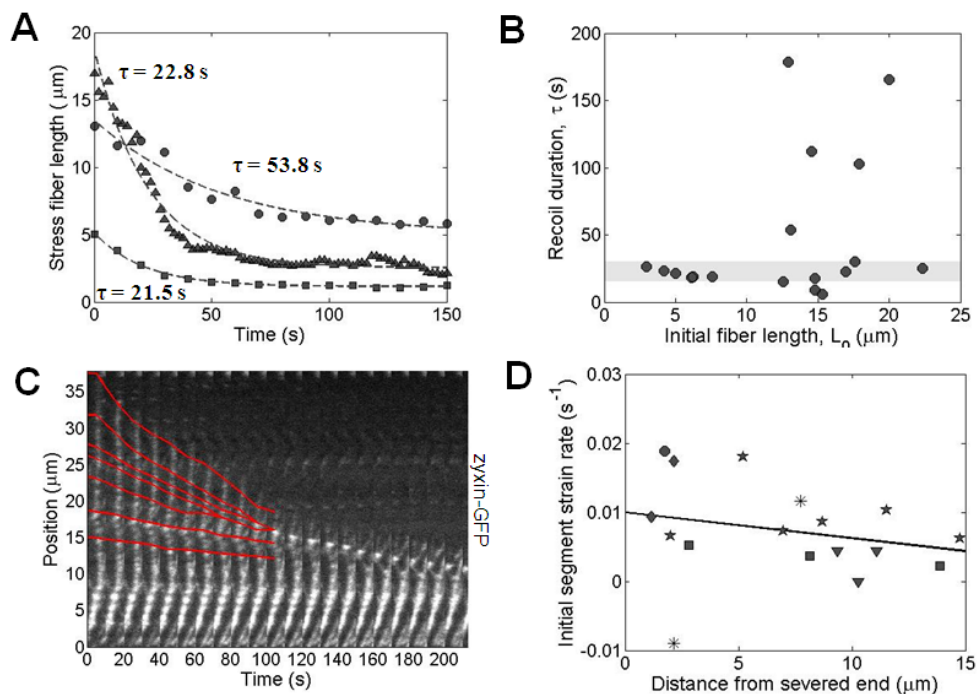 A
Stress fiber length ( μm)
20
15
10
5
0
τ = 22.8 s
τ = 53.8 s
τ = 21.5 s
0 50 100 150
Time (s)
B
Recoil duration, τ (s)
200
150
100
50
0
0 5 10 15 20 25
Initial fiber length, L₀ (μm)
C
Position (μm)
35
30
25
20
15
10
5
0
0 20 40 60 80 100 120 140 160 180 200
Time (s)
zyxin-GFP
D
Initial segment strain rate (s⁻¹)
0.03
0.02
0.01
0
-0.01
0 5 10 15
Distance from severed end (μm)